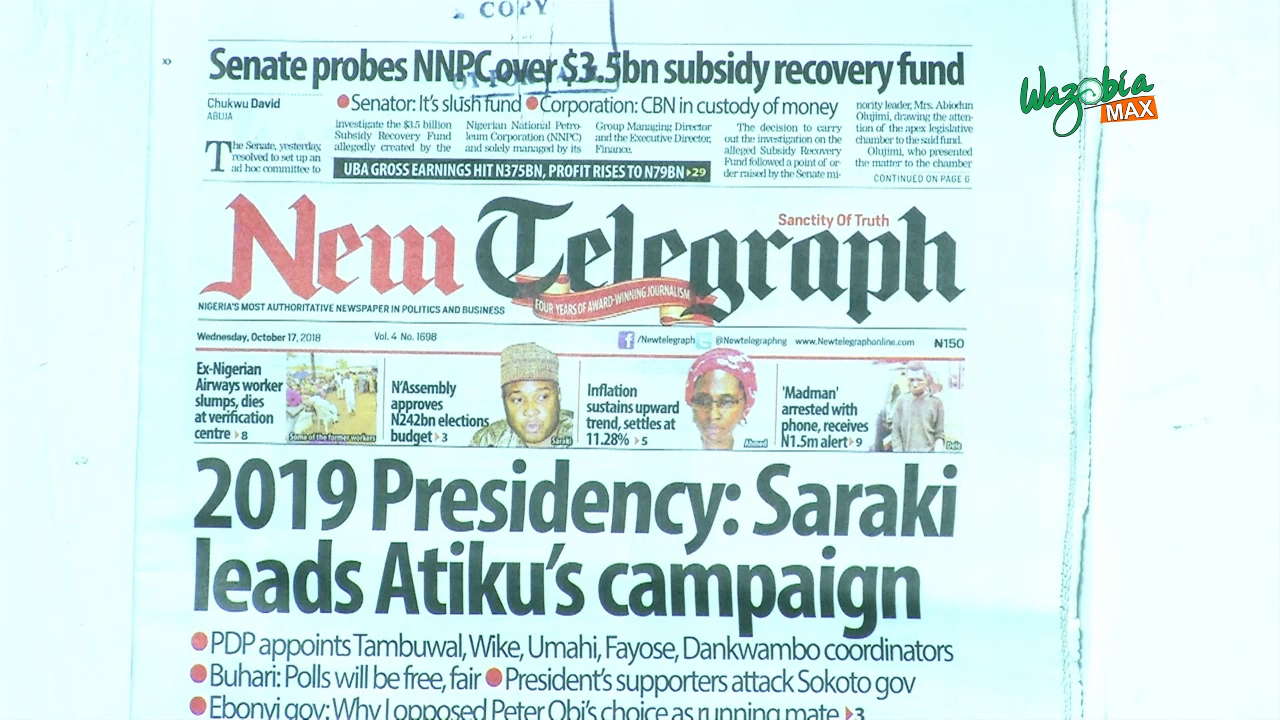 COPY
Senate probes NNPC over $3.5bn subsidy recovery fund
Wazobia
MAX
Chukwu David
ABUJA
Senator: It's slush fund Corporation: CBN in custody of money
The Senate, yesterday,
resolved to set up an
ad hoc committee to
investigate the $3.5 billion
Subsidy Recovery Fund
allegedly created by the
Nigerian National Petro-
leum Corporation (NNPC)
and solely managed by its
Group Managing Director
and the Executive Director,
Finance.
The decision to carry
out the investigation on the
alleged Subsidy Recovery
Fund followed a point of or-
der raised by the Senate mi-
nority leader, Mrs. Abiodun
Olujimi, drawing the atten-
tion of the apex legislative
chamber to the said fund.
Olujimi, who presented
the matter to the chamber
CONTINUED ON PAGE 6
UBA GROSS EARNINGS HIT N375BN, PROFIT RISES TO N79BN 29
Sanctity Of Truth
New Telegraph
FOUR YEARS OF AWARD-WINNING JOURNALISM
NIGERIA'S MOST AUTHORITATIVE NEWSPAPER IN POLITICS AND BUSINESS
Wednesday, October 17, 2018 Vol. 4 No. 1698 /Newtelegraph @Newtelegraphng www.Newtelegraphonline.com ₦150
Ex-Nigerian
Airways worker
slumps, dies
at verification
centre 8
Some of the former workers
N'Assembly
approves
N242bn elections
budget 3
Saraki
Inflation
sustains upward
trend, settles at
11.28% 5
Ahmed
'Madman'
arrested with
phone, receives
N1.5m alert 9
Dele
2019 Presidency: Saraki
leads Atiku's campaign
PDP appoints Tambuwal, Wike, Umahi, Fayose, Dankwambo coordinators
Buhari: Polls will be free, fair President's supporters attack Sokoto gov
Ebonyi gov: Why I opposed Peter Obi's choice as running mate 3